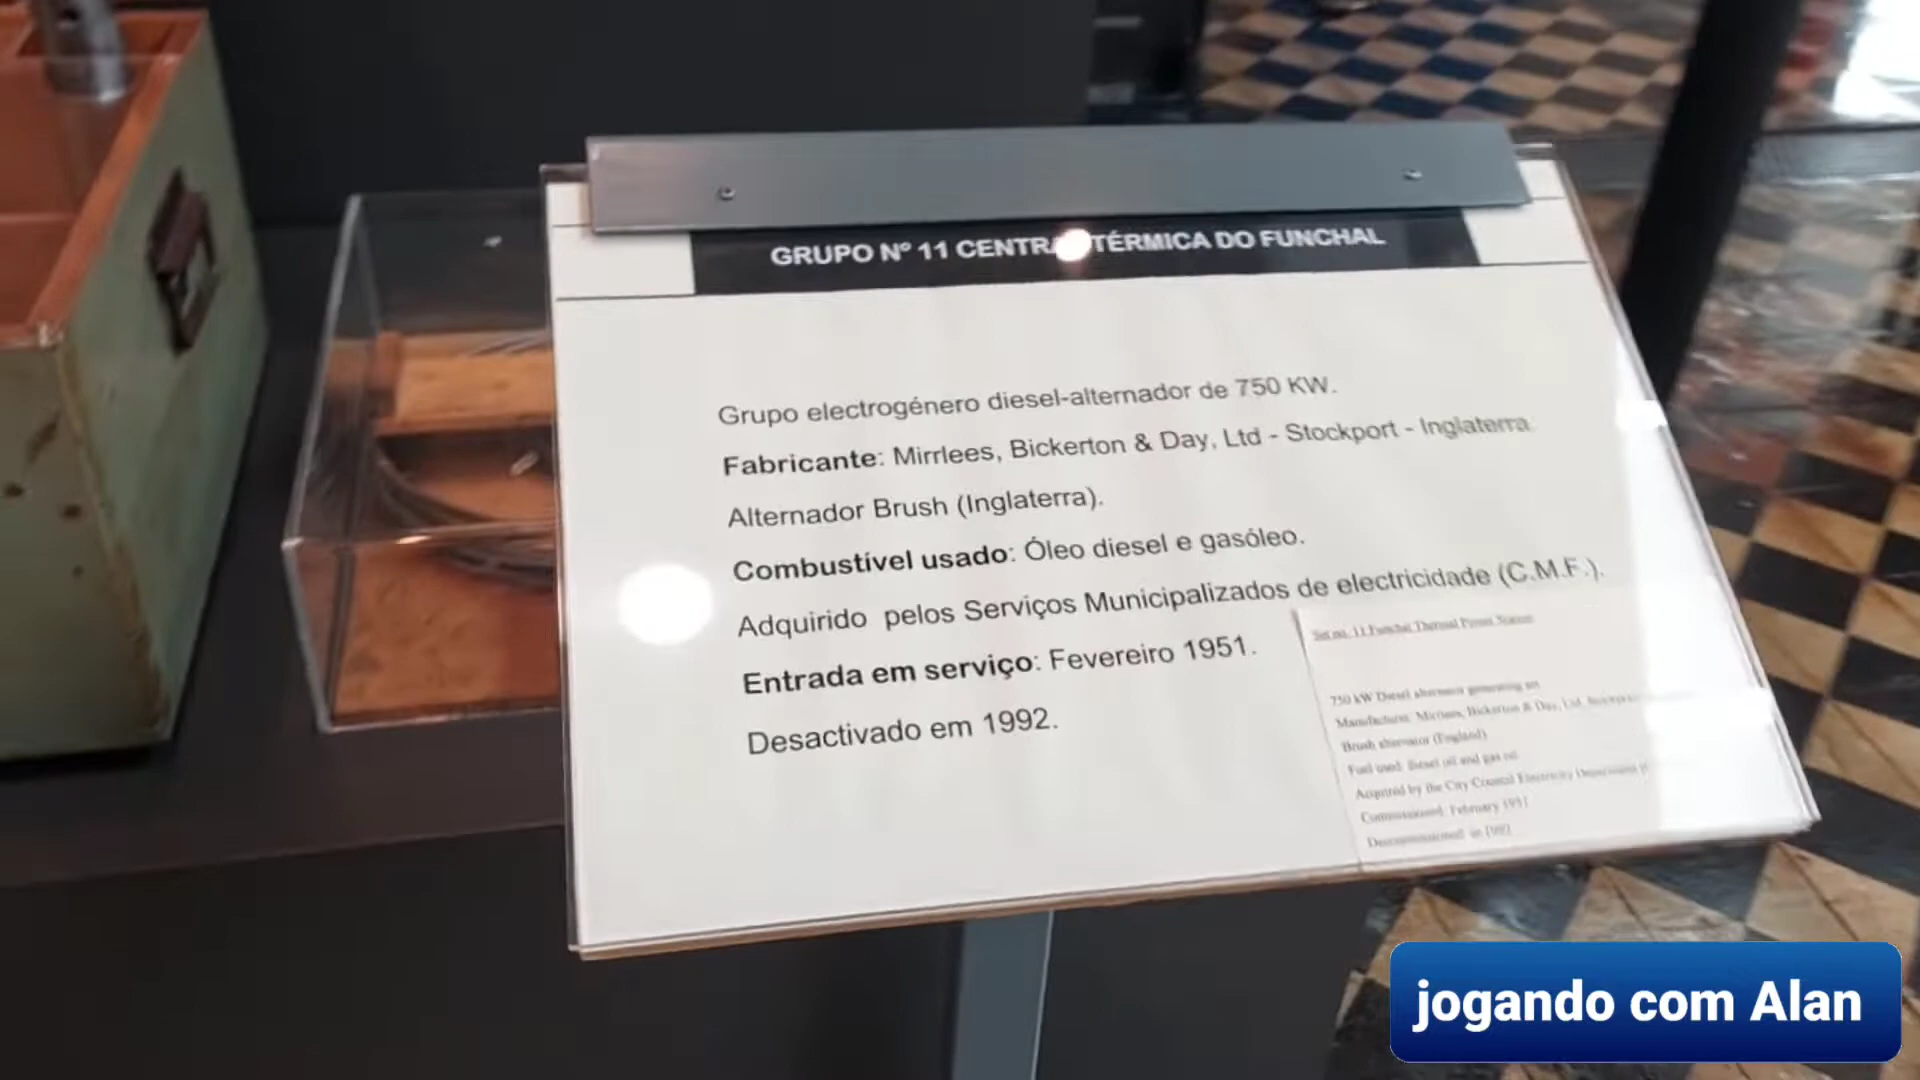 GRUPO Nº 11 CENTRAL TÉRMICA DO FUNCHAL
Grupo electrogénero diesel-alternador de 750 KW.
Fabricante: Mirrlees, Bickerton & Day, Ltd - Stockport - Inglaterra
Alternador Brush (Inglaterra).
Combustível usado: Óleo diesel e gasóleo.
Adquirido pelos Serviços Municipalizados de electricidade (C.M.F.).
Entrada em serviço: Fevereiro 1951.
Desactivado em 1992.
Set no. 11 Funchal Thermal Power Station
750 kW Diesel alternator generating set
Manufacturer: Mirrlees, Bickerton & Day, Ltd.
Brush alternator (England)
Fuel used: diesel oil and gas oil
Acquired by the City Council Electricity Department
Commissioned: February 1951
Decommissioned: in 1992
jogando com Alan